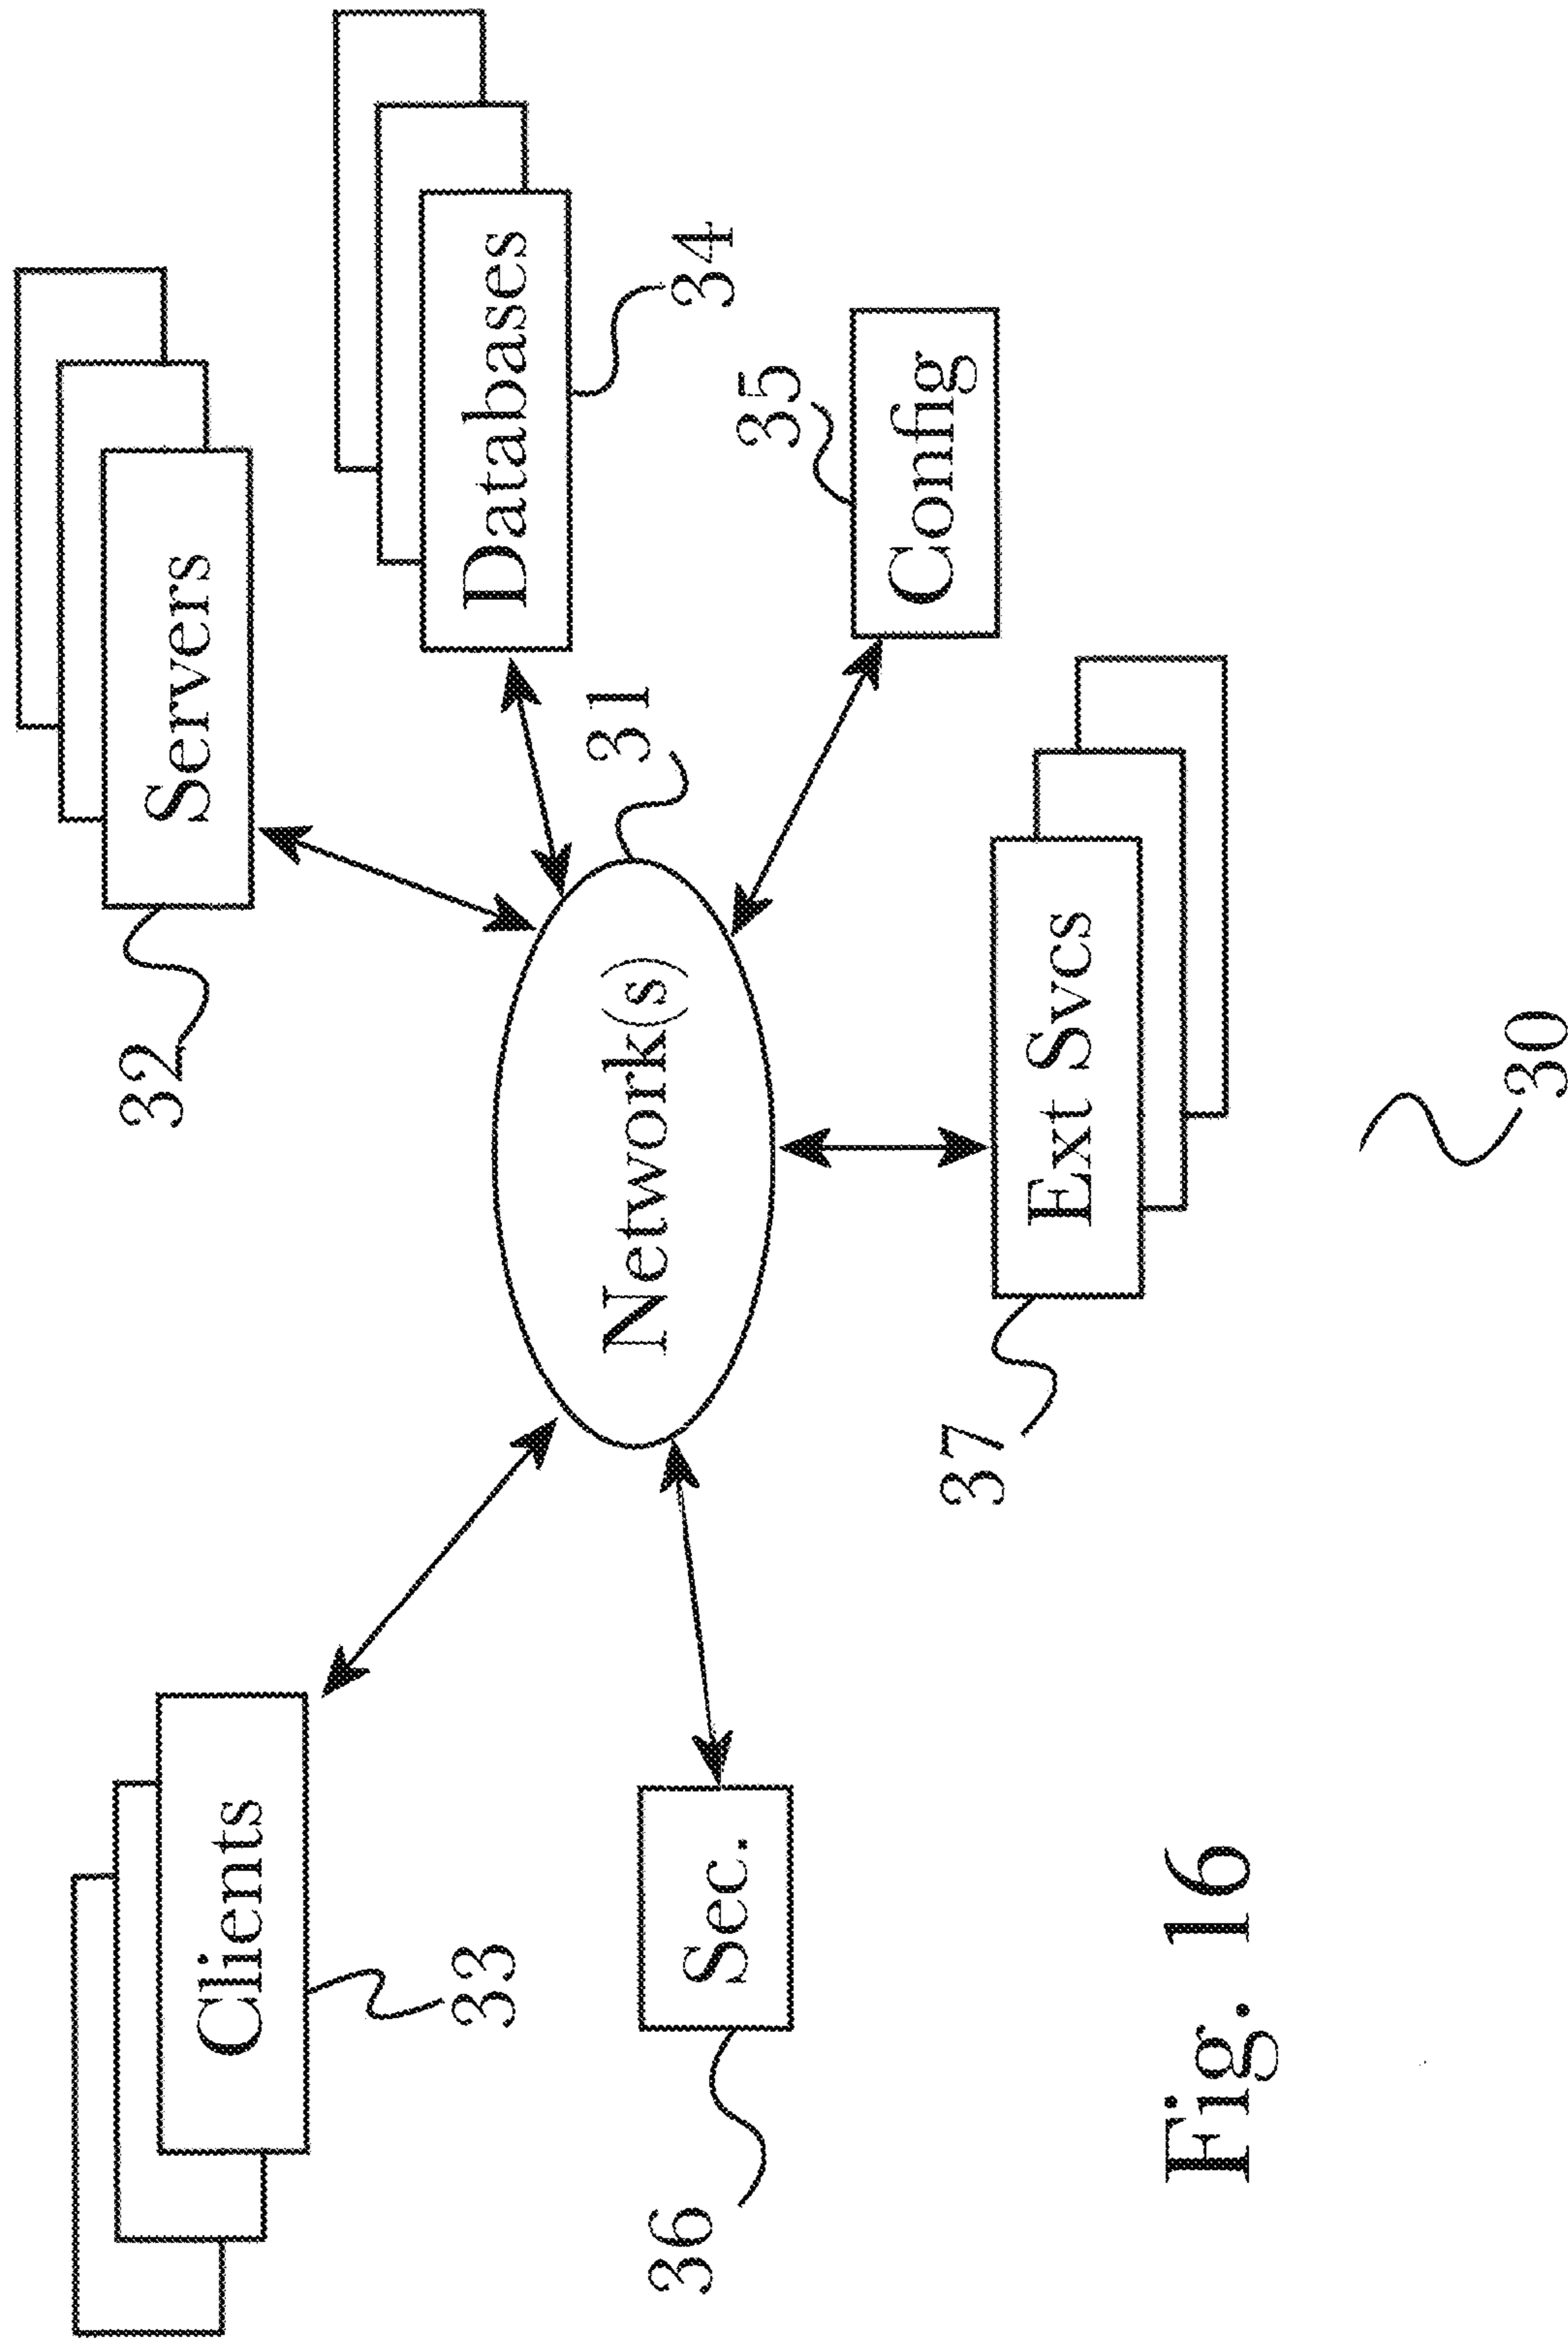 Clients
33
Servers
32
Databases
34
Network(s)
31
Sec.
36
Config
35
Ext Svcs
37
30
Fig. 16